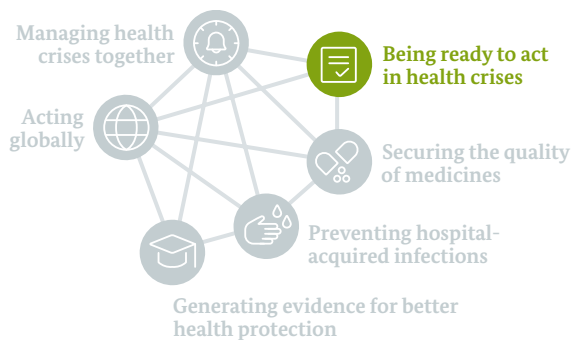 Managing health
crises together
Being ready to act
in health crises
Acting
globally
Securing the quality
of medicines
Preventing hospital-
acquired infections
Generating evidence for better
health protection